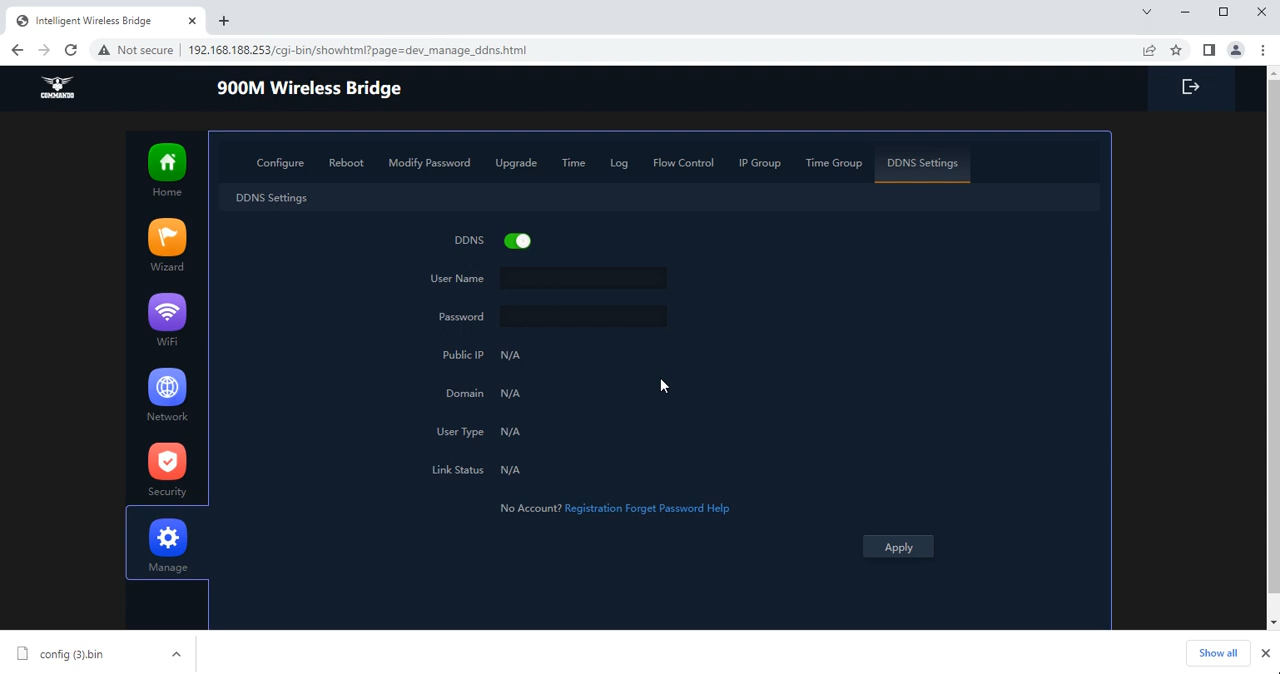 Intelligent Wireless Bridge
Not secure 192.168.188.253/cgi-bin/showhtml?page=dev_manage_ddns.html
COMMANDO
900M Wireless Bridge
Home
Wizard
WiFi
Network
Security
Manage
Configure Reboot Modify Password Upgrade Time Log Flow Control IP Group Time Group DDNS Settings
DDNS Settings
DDNS
User Name
Password
Public IP N/A
Domain N/A
User Type N/A
Link Status N/A
No Account? Registration Forget Password Help
Apply
config (3).bin
Show all